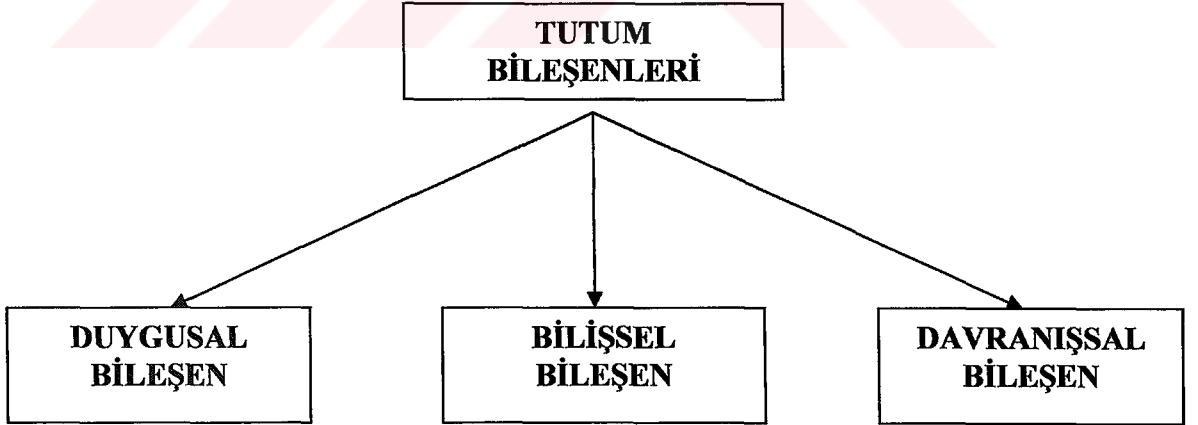 TUTUM
BİLEŞENLERİ
DUYGUSAL
BİLEŞEN
BİLİŞSEL
BİLEŞEN
DAVRANIŞSAL
BİLEŞEN